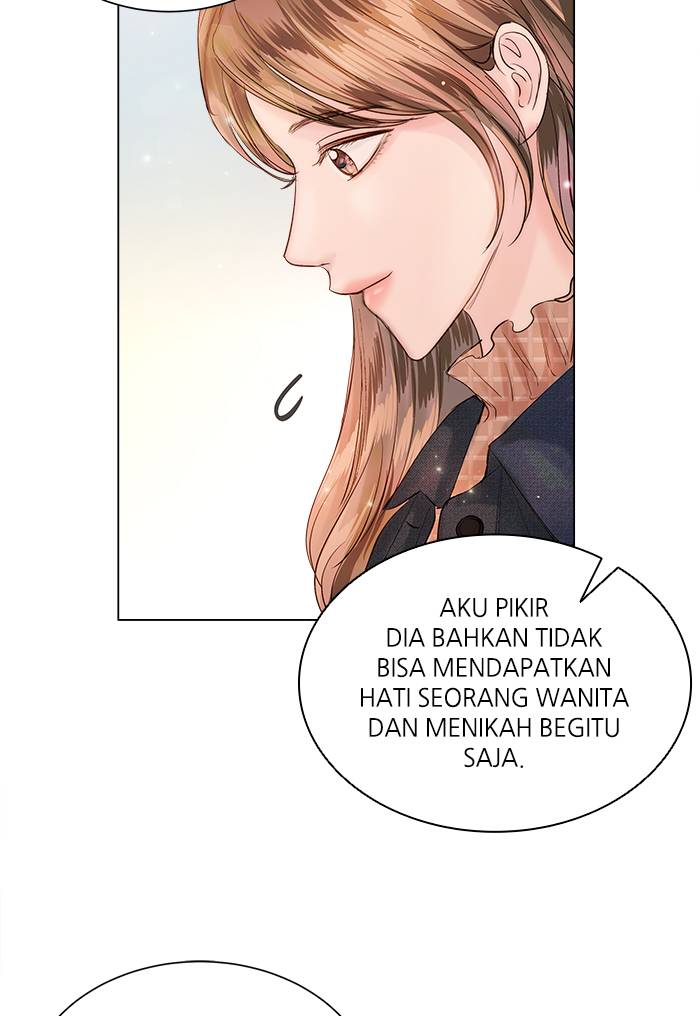 AKU PIKIR
DIA BAHKAN TIDAK
BISA MENDAPATKAN
HATI SEORANG WANITA
DAN MENIKAH BEGITU
SAJA.